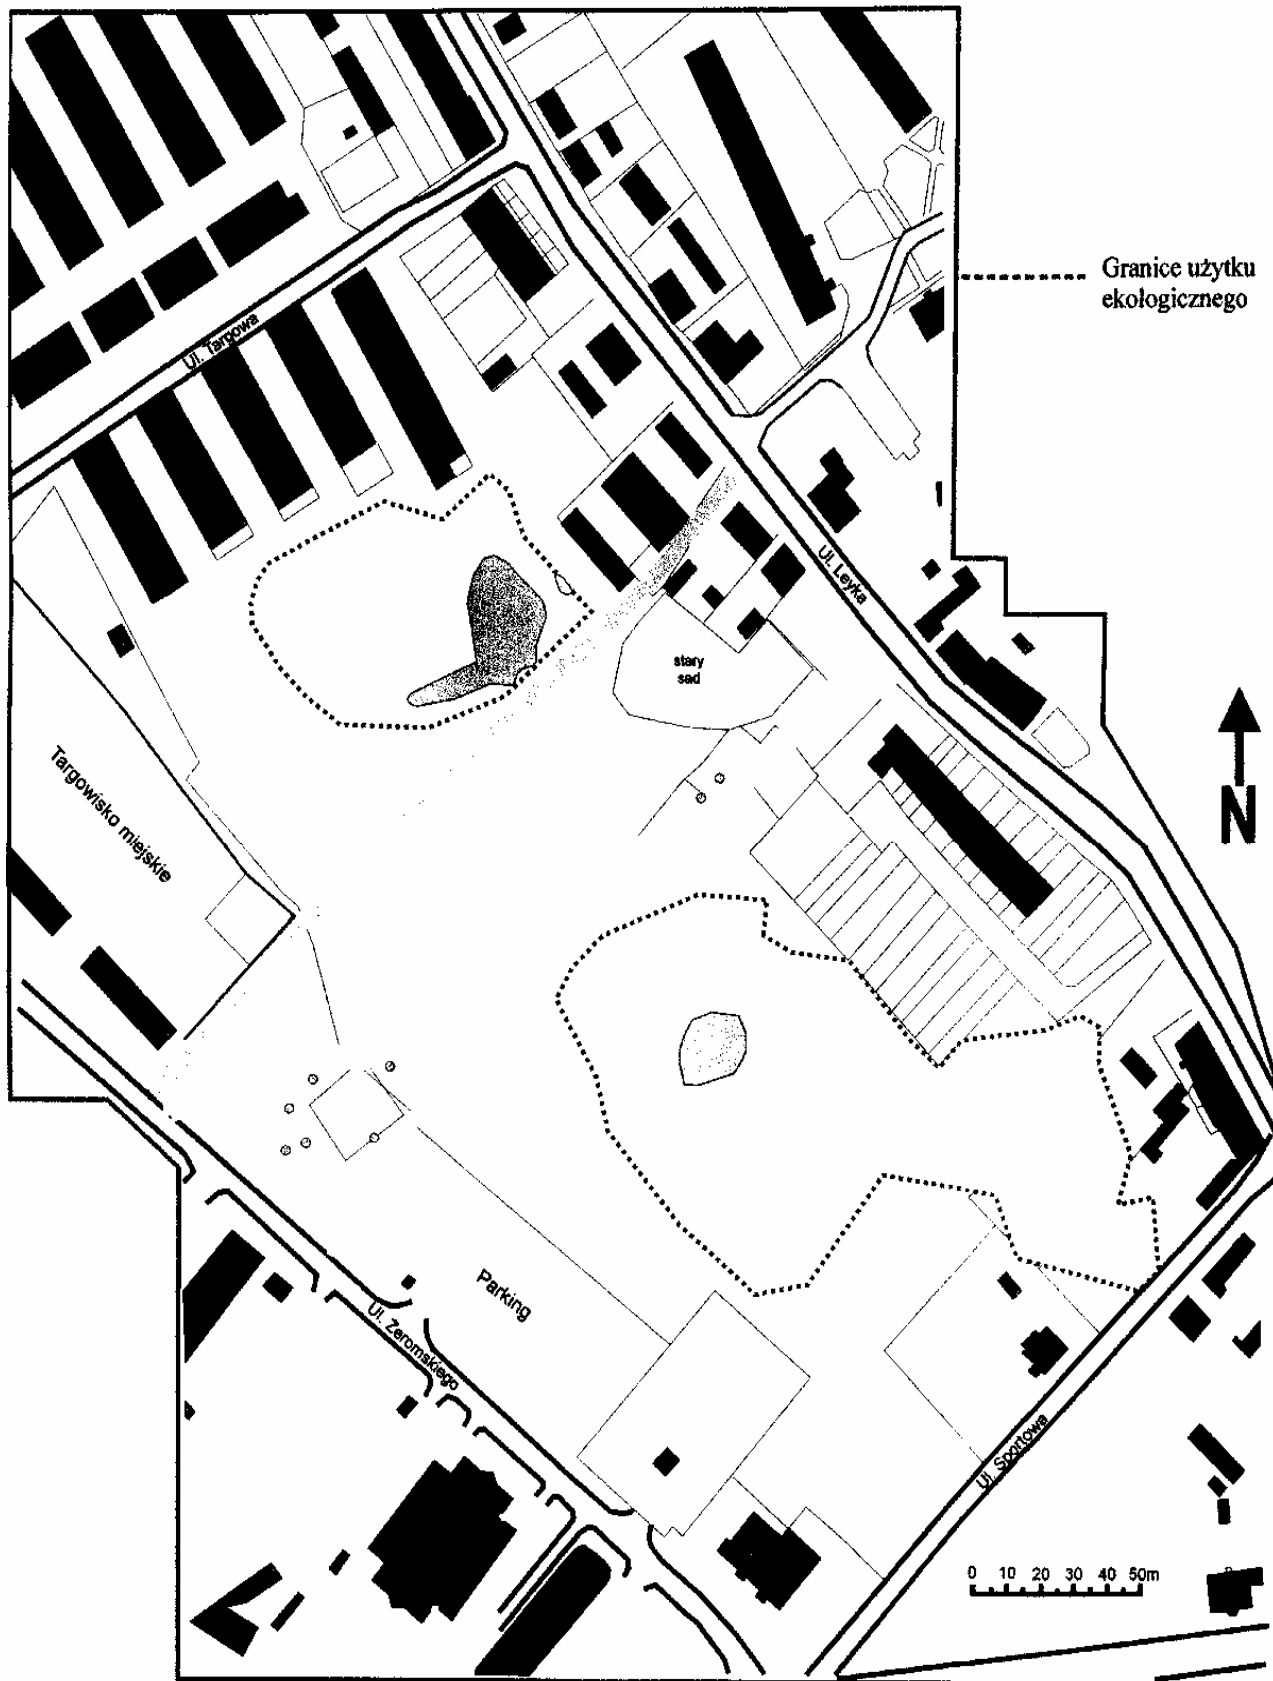 Granice użytku
ekologicznego
Ul. Targowa
Ul. Leyka
stary
sad
Targowisko miejskie
N
Parking
Ul. Żeromskiego
Ul. Sportowa
0 10 20 30 40 50m